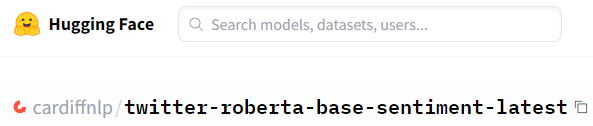 Hugging Face Search models, datasets, users...
cardiffnlp/twitter-roberta-base-sentiment-latest